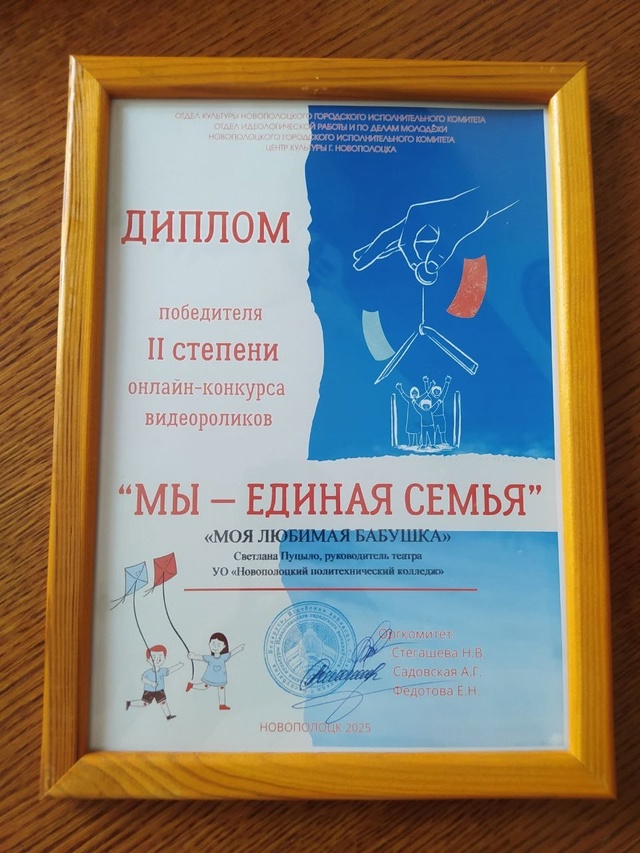 ОТДЕЛ КУЛЬТУРЫ НОВОПОЛОЦКОГО ГОРОДСКОГО ИСПОЛНИТЕЛЬНОГО КОМИТЕТА
ОТДЕЛ ИДЕОЛОГИЧЕСКОЙ РАБОТЫ И ПО ДЕЛАМ МОЛОДЁЖИ
НОВОПОЛОЦКОГО ГОРОДСКОГО ИСПОЛНИТЕЛЬНОГО КОМИТЕТА
ЦЕНТР КУЛЬТУРЫ Г. НОВОПОЛОЦКА
ДИПЛОМ
победителя
II степени
онлайн-конкурса
видеороликов
“МЫ – ЕДИНАЯ СЕМЬЯ”
«МОЯ ЛЮБИМАЯ БАБУШКА»
Светлана Пуцыло, руководитель театра
УО «Новополоцкий политехнический колледж»
Оргкомитет:
Стегашева Н.В.
Садовская А.Г.
Федотова Е.Н.
НОВОПОЛОЦК 2025